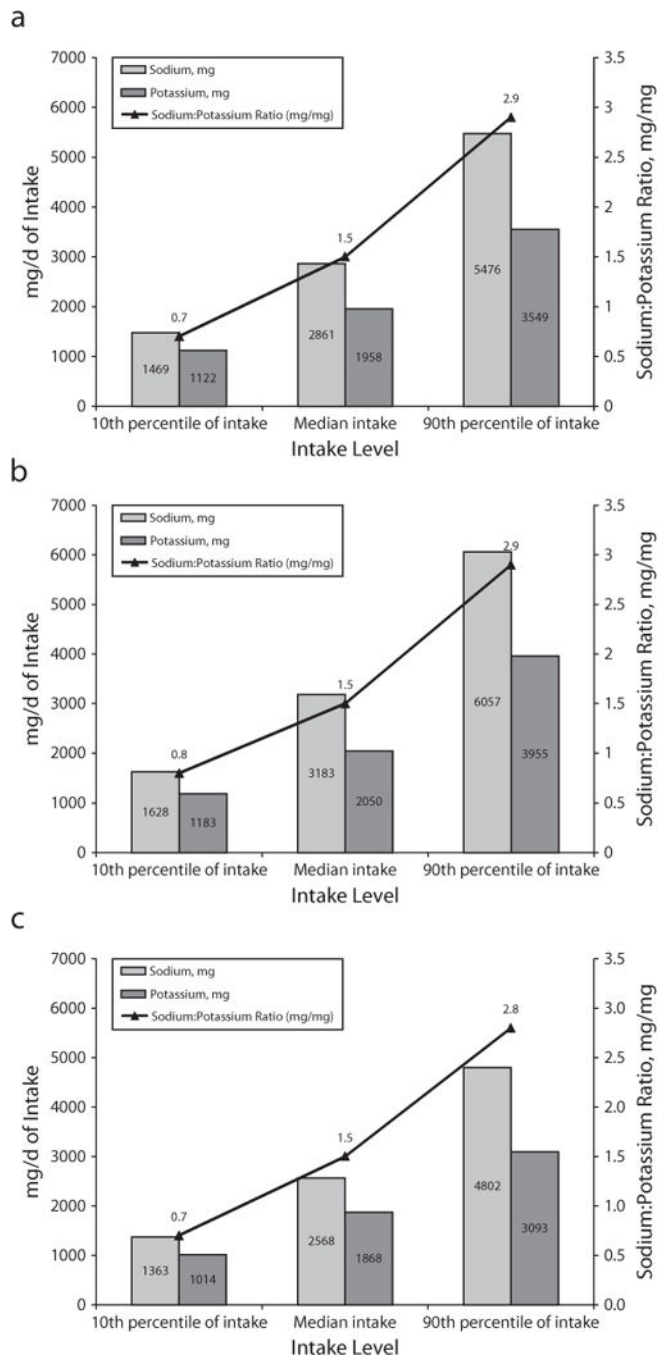 a
7000
6000
5000
4000
3000
2000
1000
0
mg/d of Intake
Sodium, mg
Potassium, mg
Sodium:Potassium Ratio (mg/mg)
0.7
1.5
2.9
1469
1122
2861
1958
5476
3549
3.5
3
2.5
2
1.5
1
0.5
0
Sodium:Potassium Ratio, mg/mg
10th percentile of intake
Median intake
90th percentile of intake
Intake Level
b
7000
6000
5000
4000
3000
2000
1000
0
mg/d of Intake
Sodium, mg
Potassium, mg
Sodium:Potassium Ratio (mg/mg)
0.8
1.5
2.9
1628
1183
3183
2050
6057
3955
3.5
3
2.5
2
1.5
1
0.5
0
Sodium:Potassium Ratio, mg/mg
10th percentile of intake
Median intake
90th percentile of intake
Intake Level
c
7000
6000
5000
4000
3000
2000
1000
0
mg/d of Intake
Sodium, mg
Potassium, mg
Sodium:Potassium Ratio (mg/mg)
0.7
1.5
2.8
1363
1014
2568
1868
4802
3093
3.5
3.0
2.5
2.0
1.5
1.0
0.5
0.0
Sodium:Potassium Ratio, mg/mg
10th percentile of intake
Median intake
90th percentile of intake
Intake Level